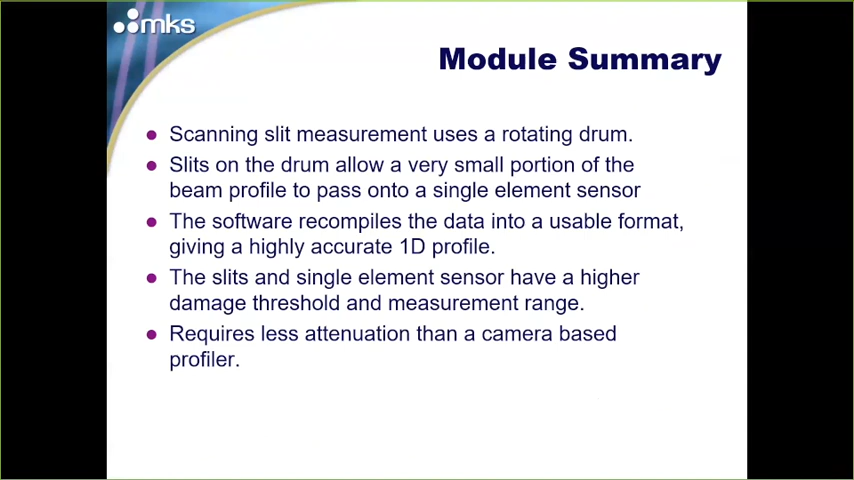 mks
Module Summary
Scanning slit measurement uses a rotating drum.
Slits on the drum allow a very small portion of the
beam profile to pass onto a single element sensor
The software recompiles the data into a usable format,
giving a highly accurate 1D profile.
The slits and single element sensor have a higher
damage threshold and measurement range.
Requires less attenuation than a camera based
profiler.